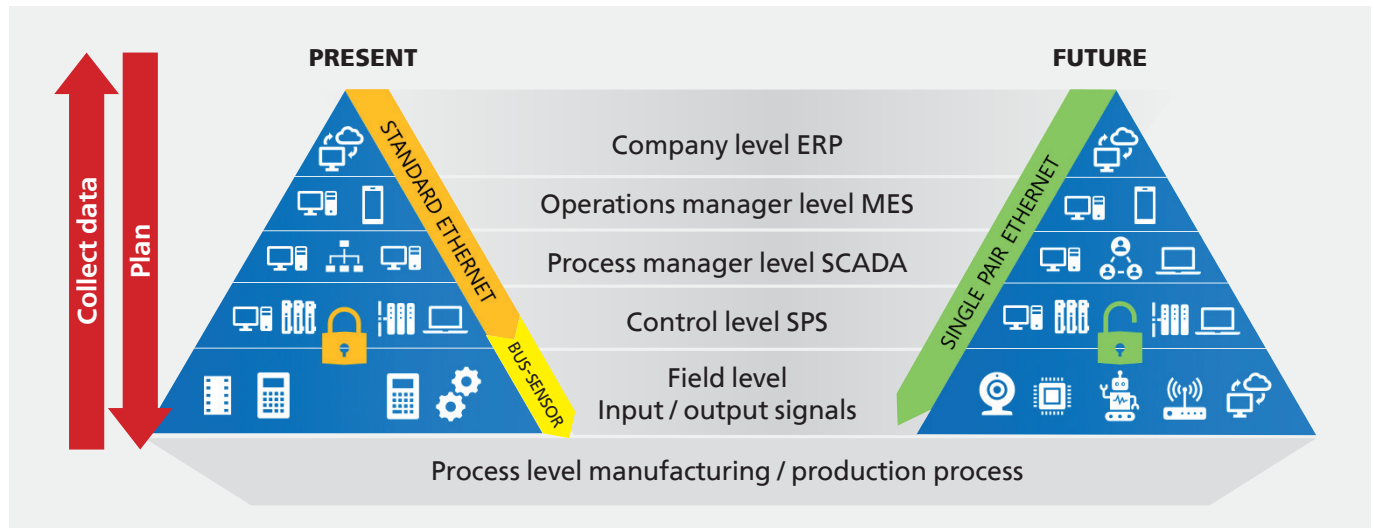 PRESENT
FUTURE
Collect data
Plan
STANDARD ETHERNET
BUS-SENSOR
Company level ERP
Operations manager level MES
Process manager level SCADA
Control level SPS
Field level
Input / output signals
SINGLE PAIR ETHERNET
Process level manufacturing / production process